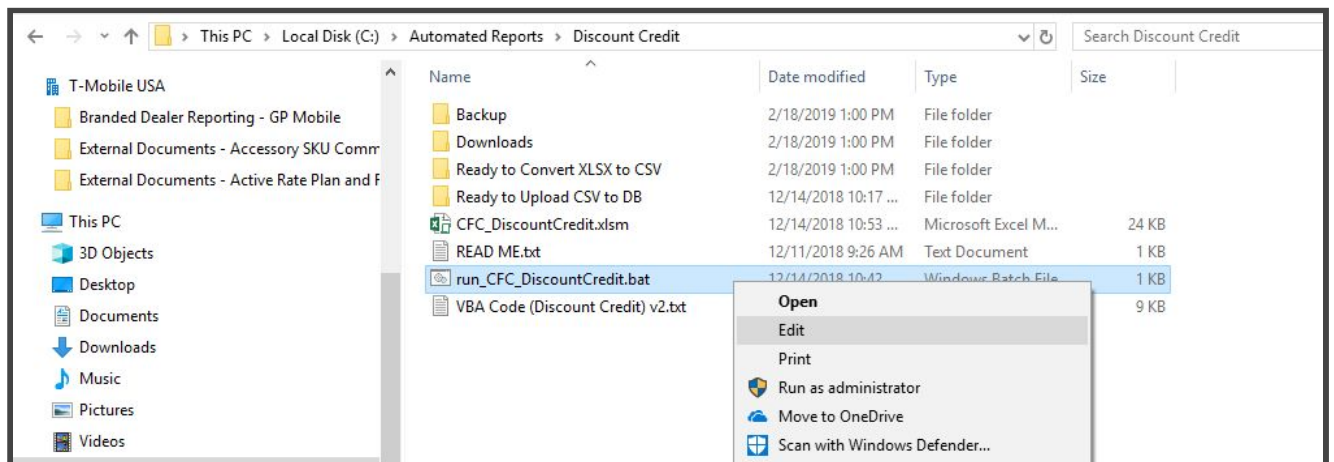 This PC > Local Disk (C:) > Automated Reports > Discount Credit
Search Discount Credit
T-Mobile USA
Branded Dealer Reporting - GP Mobile
External Documents - Accessory SKU Comm
External Documents - Active Rate Plan and F
This PC
3D Objects
Desktop
Documents
Downloads
Music
Pictures
Videos
Name Date modified Type Size
Backup 2/18/2019 1:00 PM File folder
Downloads 2/18/2019 1:00 PM File folder
Ready to Convert XLSX to CSV 2/18/2019 1:00 PM File folder
Ready to Upload CSV to DB 12/14/2018 10:17 ... File folder
CFC_DiscountCredit.xlsm 12/14/2018 10:53 ... Microsoft Excel M... 24 KB
READ ME.txt 12/11/2018 9:26 AM Text Document 1 KB
run_CFC_DiscountCredit.bat 12/14/2018 10:42 Windows Batch File 1 KB
VBA Code (Discount Credit) v2.txt 9 KB
Open
Edit
Print
Run as administrator
Move to OneDrive
Scan with Windows Defender...